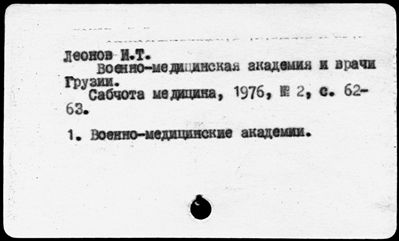 Леонов И.Т.
Военно-медицинская академия и врачи
Грузии.
Сабчота медицина, 1976, № 2, с. 62-
63.
1. Военно-медицинские академии.